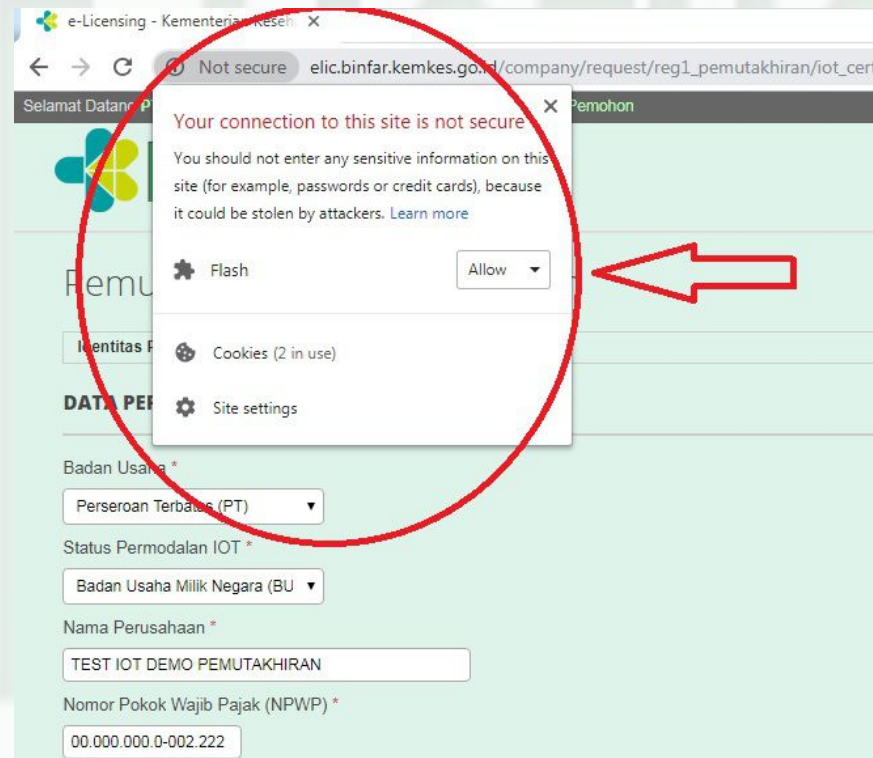 e-Licensing - Kementerian Keseh
Not secure elic.binfar.kemkes.go.id/company/request/reg1_pemutakhiran/iot_cert
Selamat Datang P Pemohon
Your connection to this site is not secure
You should not enter any sensitive information on this
site (for example, passwords or credit cards), because
it could be stolen by attackers. Learn more
Flash Allow
Pemu
Cookies (2 in use)
Identitas P
Site settings
DATA PER
Badan Usaha *
Perseroan Terbatas (PT)
Status Permodalan IOT *
Badan Usaha Milik Negara (BU
Nama Perusahaan *
TEST IOT DEMO PEMUTAKHIRAN
Nomor Pokok Wajib Pajak (NPWP) *
00.000.000.0-002.222